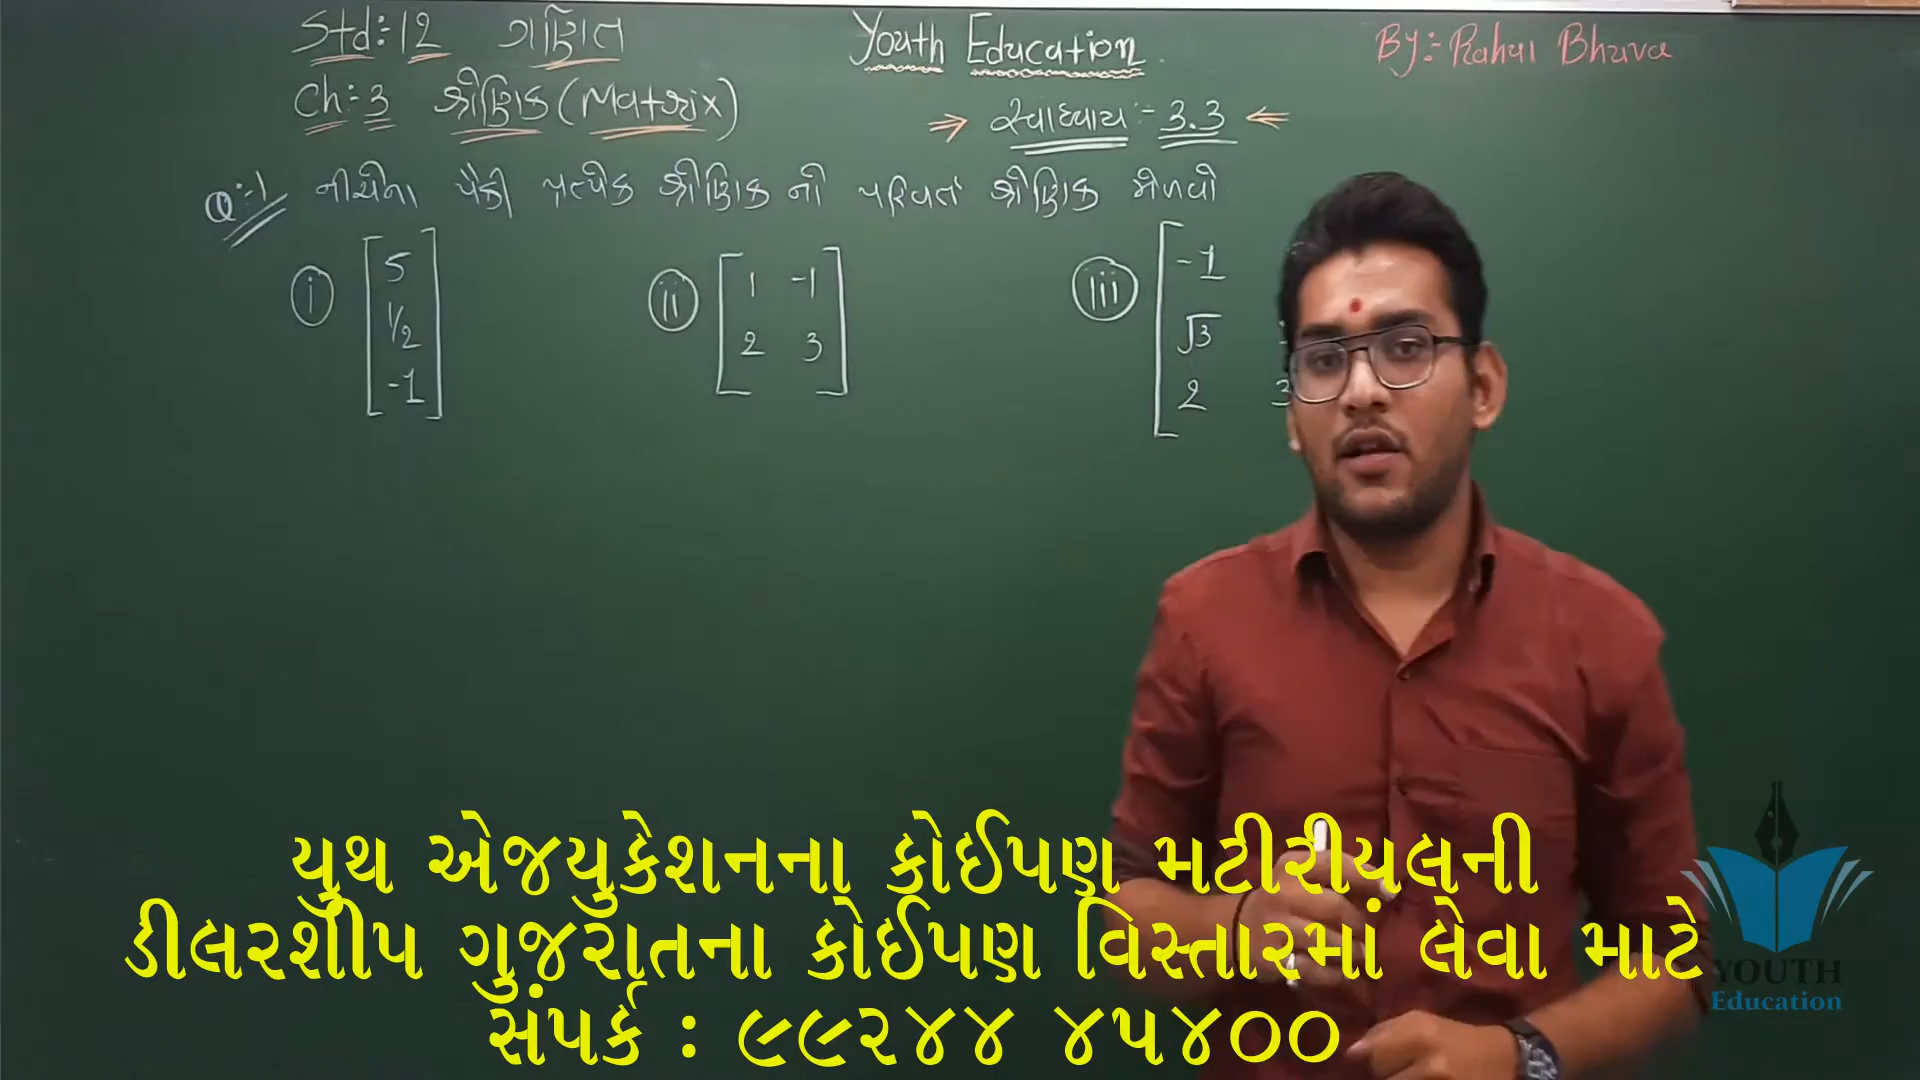 Std:-12 ગણિત
Youth Education
By:- Rahul Bhuva
Ch:-3 શ્રેણિક (Matrix)
⇒ સ્વાધ્યાય:- 3.3 ⇐
Q:-1 નીચેના પૈકી પ્રત્યેક શ્રેણિક નો પરિવર્ત શ્રેણિક મેળવો
i [5 1/2 -1]
ii [1 -1
2 3]
iii [-1
√3
2 3
યુથ એજયુકેશનના કોઈપણ મટીરીયલની
ડીલરશીપ ગુજરાતના કોઈપણ વિસ્તારમાં લેવા માટે
સંપર્ક : ૯૯૨૪૪ ૪૫૪૦૦
YOUTH
Education